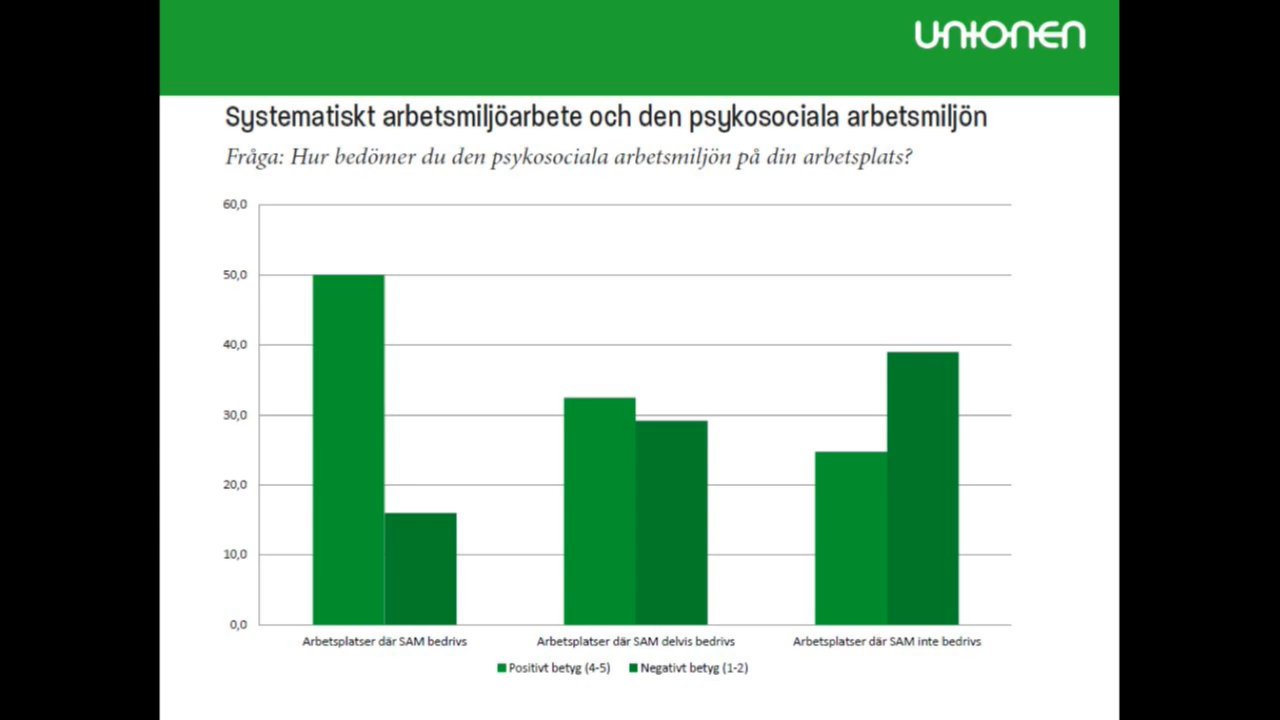 UNIONEN
Systematiskt arbetsmiljöarbete och den psykosociala arbetsmiljön
Fråga: Hur bedömer du den psykosociala arbetsmiljön på din arbetsplats?
60,0
50,0
40,0
30,0
20,0
10,0
0,0
Arbetsplatser där SAM bedrivs Arbetsplatser där SAM delvis bedrivs Arbetsplatser där SAM inte bedrivs
Positivt betyg (4-5) Negativt betyg (1-2)